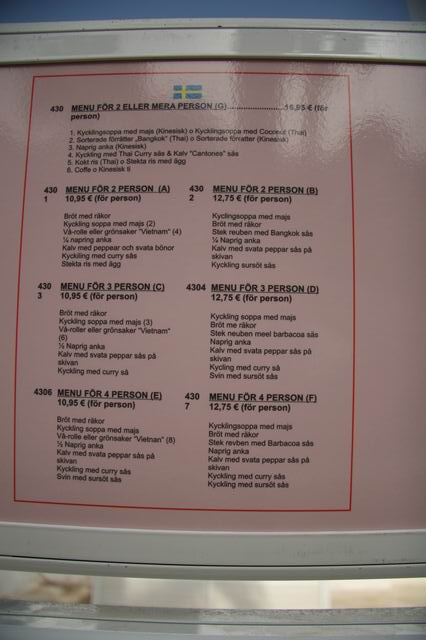 430 MENU FÖR 2 ELLER MERA PERSON (G)..................16,95 € (för
person)
1. Kycklingsoppa med majs (Kinesisk) o Kycklingsoppa med Coconut (Thai)
2. Sorterade förrätter „Bangkok" (Thai) o Sorterade förratter (Kinesisk)
3. Naprig anka (Kinesisk)
4. Kyckling med Thai Curry sås & Kalv "Cantones" sås
5. Kokt ris (Thai) o Stekta ris med ägg
6. Coffe o Kinesisk ti
430 MENU FÖR 2 PERSON (A)
1 10,95 € (för person)
Bröt med räkor
Kyckling soppa med majs (2)
Vå-rolle eller grönsaker "Vietnam" (4)
¼ napring anka
Kalv med peppear och svata bönor
Kyckiling med curry sås
Stekta ris med ägg
430 MENU FÖR 2 PERSON (B)
2 12,75 € (för person)
Kyclingsoppa med majs
Bröt med räkor
Stek reuben med Bangkok sås
¼ Naprig anka
Kalv med svata peppar sås på
skivan
Kyckling sursöt sås
430 MENU FÖR 3 PERSON (C)
3 10,95 € (för person)
Bröt med räkor
Kyckling soppa med majs (3)
Vå-roller eller grönsaker "Vietnam"
(6)
½ Naprig anka
Kalv med svata peppar sås på
skivan
Kyckling med curry så
4304 MENU FÖR 3 PERSON (D)
12,75 € (för person)
Kyckling soppa med majs
Bröt me räkor
Stek neuben meel barbacoa sås
Naprig anka
Kalv med svata peppar sås på
skivan
Kycling med curry så
Svin med sursöt sås
4306 MENU FÖR 4 PERSON (E)
10,95 € (för person)
Bröt med räkor
Kyckling soppa med majs
Vå-rolle eller grönsaker "Vietnan" (8)
½ Naprig anka
Kalv med svata peppar sås på
skivan
Kyckling med curry sås
Svin med sursöt sås
430 MENU FÖR 4 PERSON (F)
7 12,75 € (för person)
Kycklingsoppa med majs
Bröt med räkor
Stek revben med Barbacoa sås
Naprig anka
Kalv med svata peppar sås på
skivan
Kyckling med curry sås
Kyckling med sursöt sås